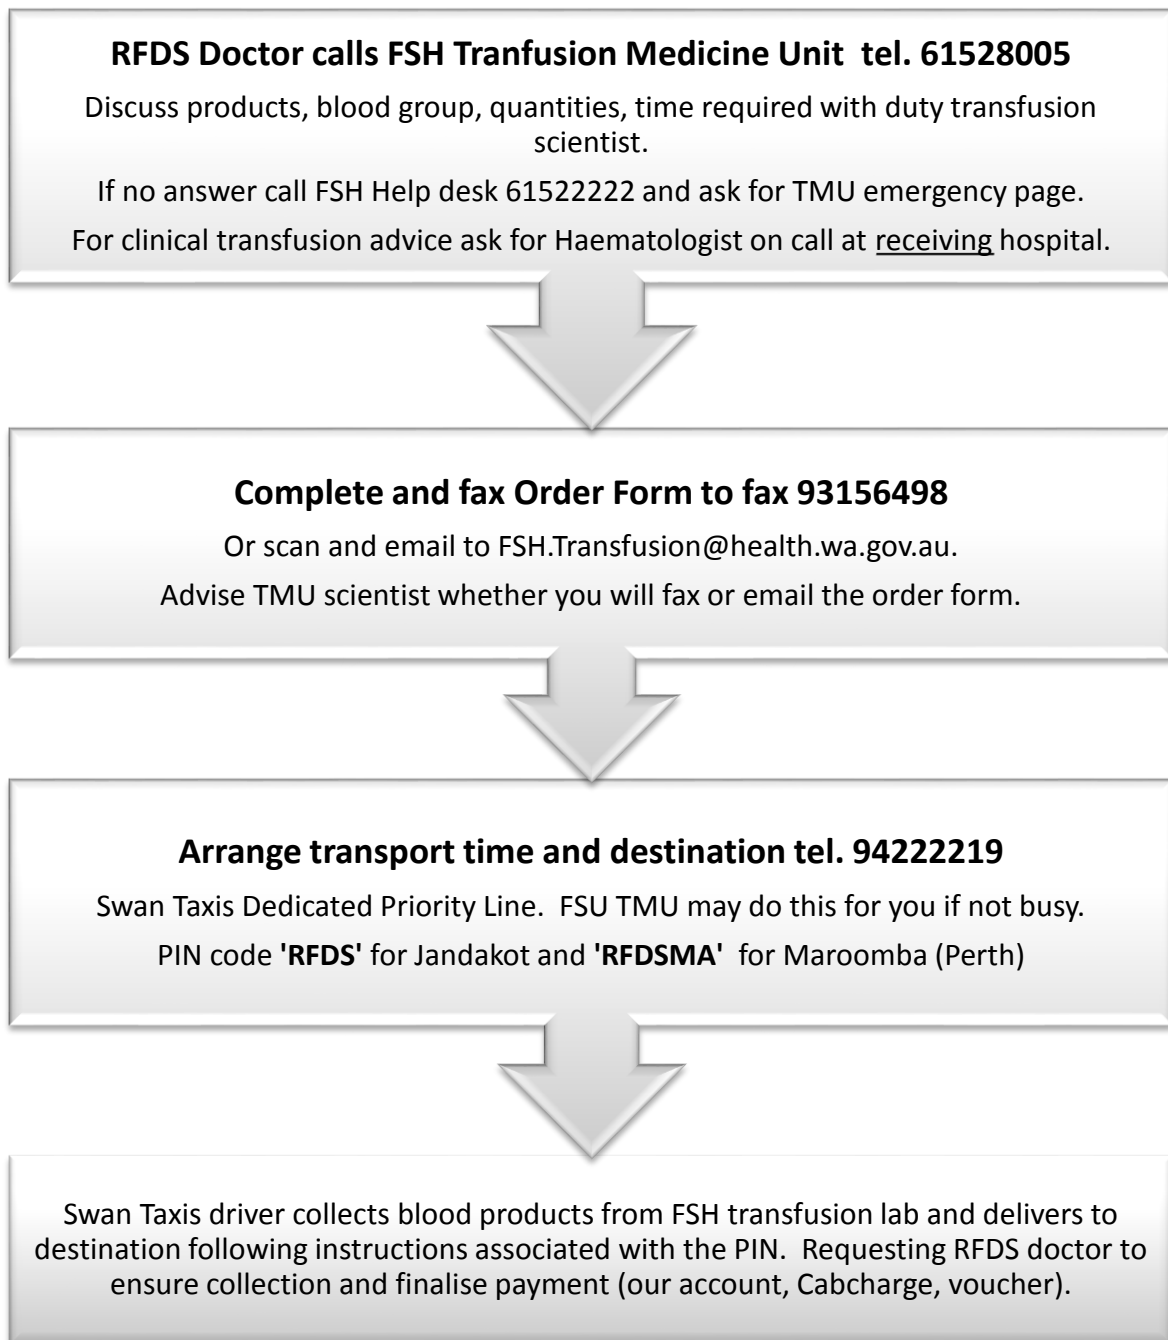 RFDS Doctor calls FSH Tranfusion Medicine Unit  tel. 61528005
Discuss products, blood group, quantities, time required with duty transfusion
scientist.
If no answer call FSH Help desk 61522222 and ask for TMU emergency page.
For clinical transfusion advice ask for Haematologist on call at receiving hospital.
Complete and fax Order Form to fax 93156498
Or scan and email to FSH.Transfusion@health.wa.gov.au.
Advise TMU scientist whether you will fax or email the order form.
Arrange transport time and destination tel. 94222219
Swan Taxis Dedicated Priority Line.  FSU TMU may do this for you if not busy.
PIN code 'RFDS' for Jandakot and 'RFDSMA'  for Maroomba (Perth)
Swan Taxis driver collects blood products from FSH transfusion lab and delivers to
destination following instructions associated with the PIN.  Requesting RFDS doctor to
ensure collection and finalise payment (our account, Cabcharge, voucher).